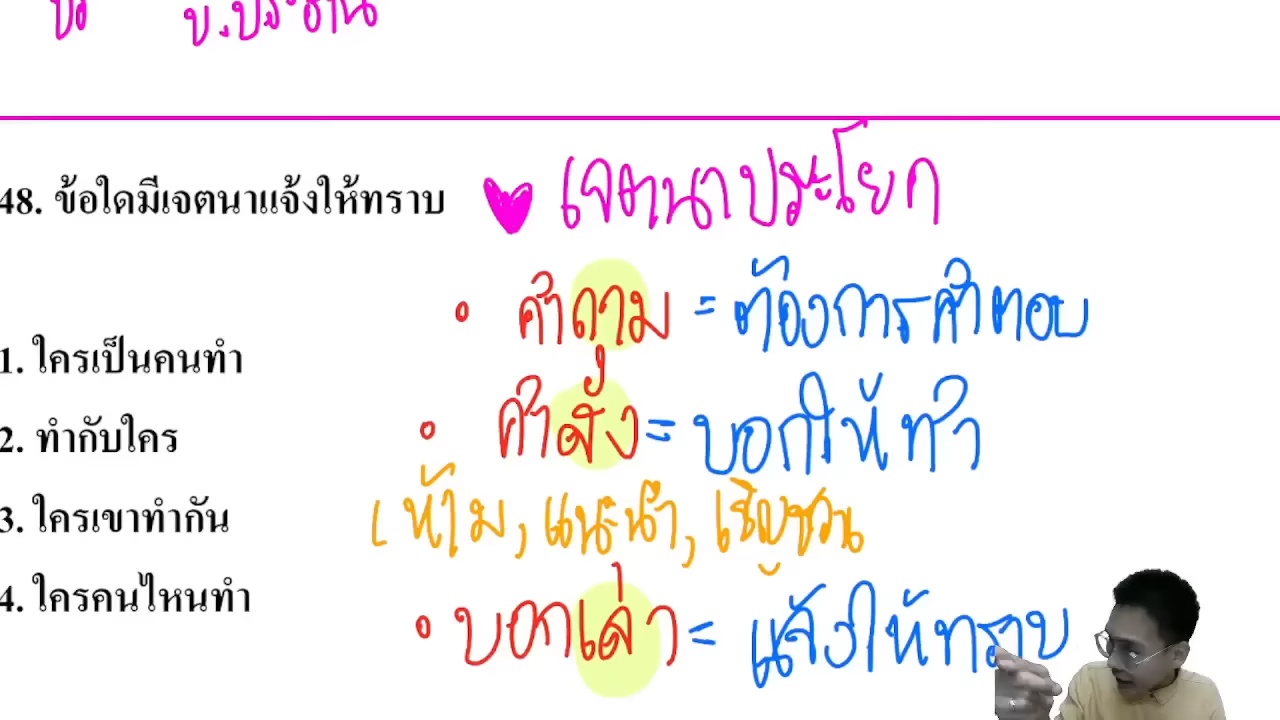 บ.ประธาน
48. ข้อใดมีเจตนาแจ้งให้ทราบ
เจตนาประโยค
• คำถาม = ต้องการคำตอบ
1. ใครเป็นคนทำ
• คำสั่ง = บอกให้ทำ
2. ทำกับใคร
(ห้าม, แนะนำ, เชิญชวน
3. ใครเขาทำกัน
4. ใครคนไหนทำ
• บอกเล่า = แจ้งให้ทราบ